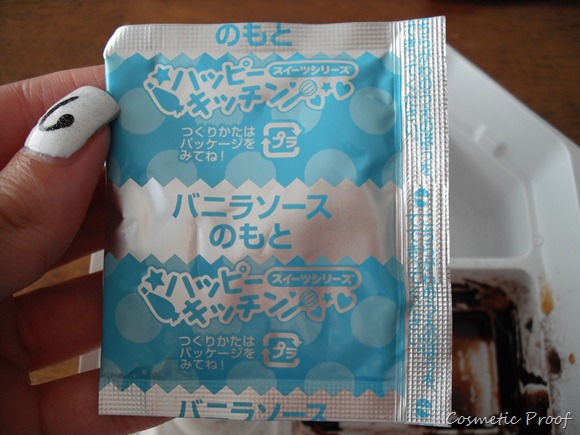 のもと
ハッピー
キッチン
スイーツシリーズ
つくりかたは
パッケージを
みてね!
プラ
バニラソース
のもと
ハッピー
キッチン
スイーツシリーズ
つくりかたは
パッケージを
みてね!
プラ
バニラソース
Cosmetic Proof